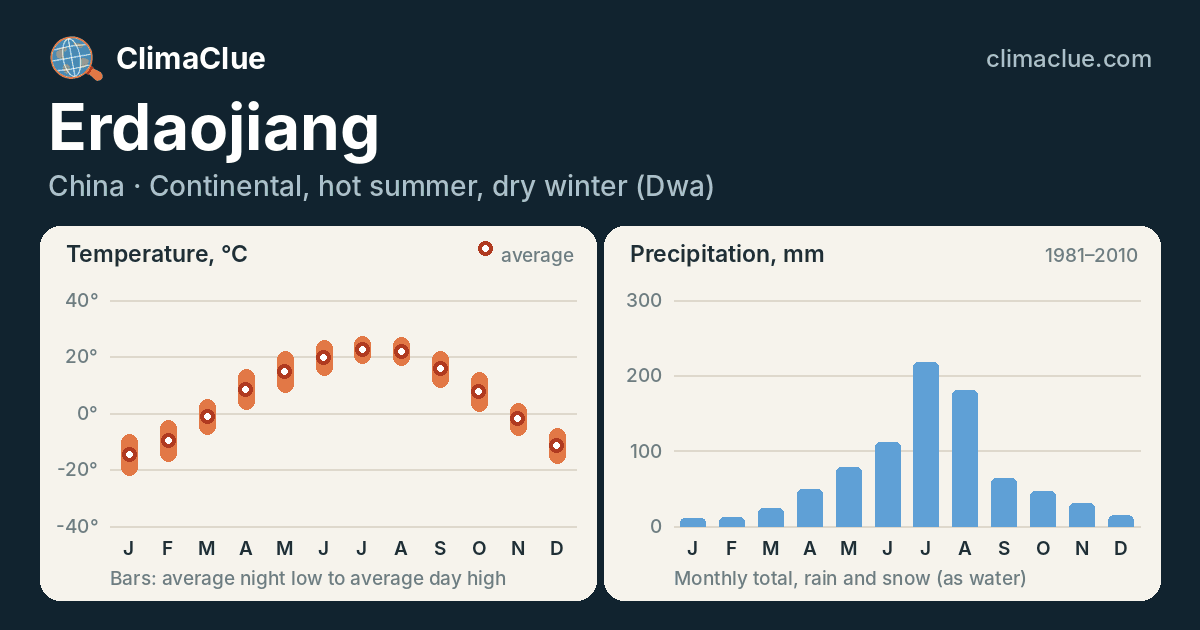 ClimaClue
climaclue.com
Erdaojiang
China · Continental, hot summer, dry winter (Dwa)
Temperature, °C
average
40°
20°
0°
-20°
-40°
J F M A M J J A S O N D
Bars: average night low to average day high
Precipitation, mm
1981–2010
300
200
100
0
J F M A M J J A S O N D
Monthly total, rain and snow (as water)